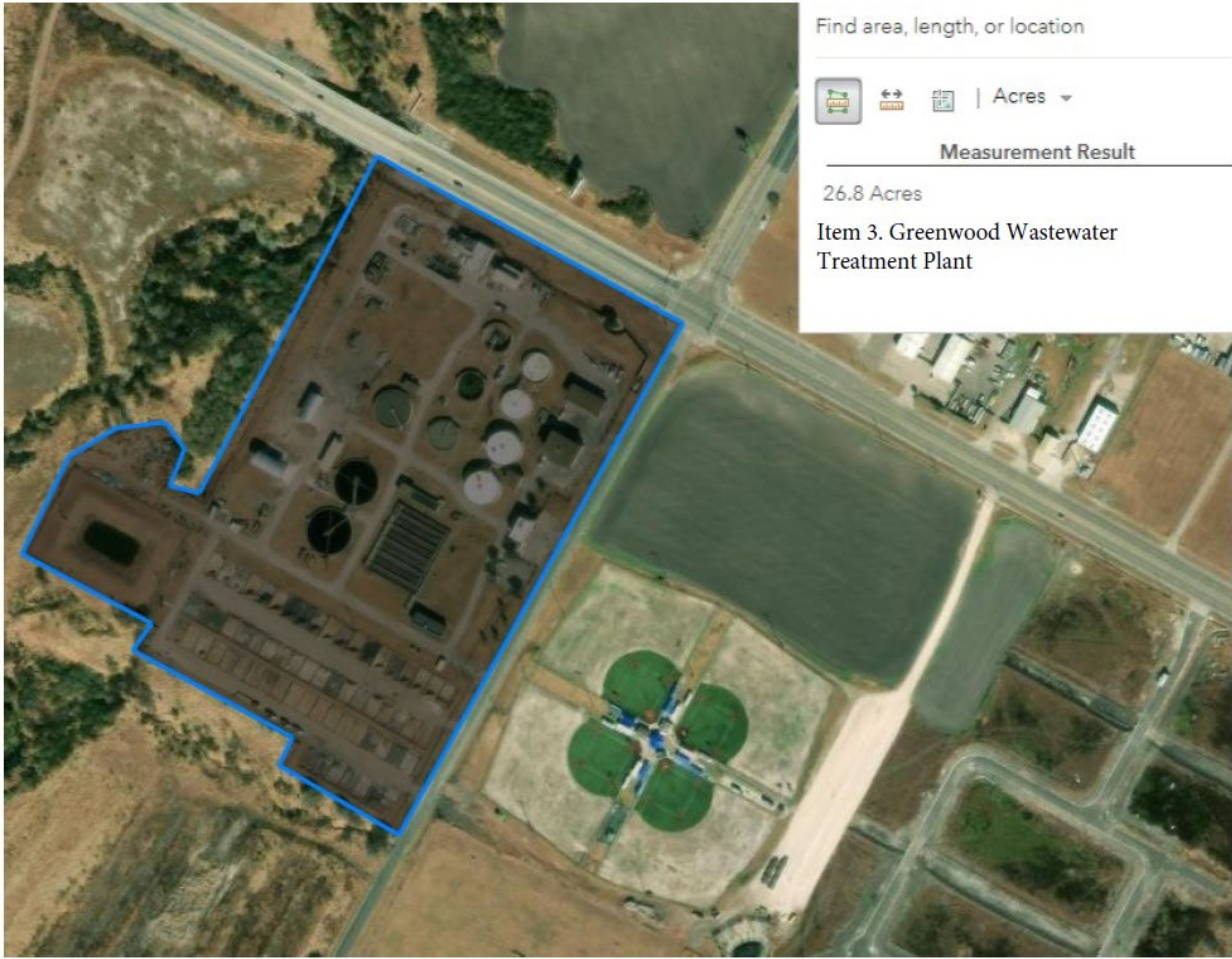 Find area, length, or location
| Acres
Measurement Result
26.8 Acres
Item 3. Greenwood Wastewater
Treatment Plant